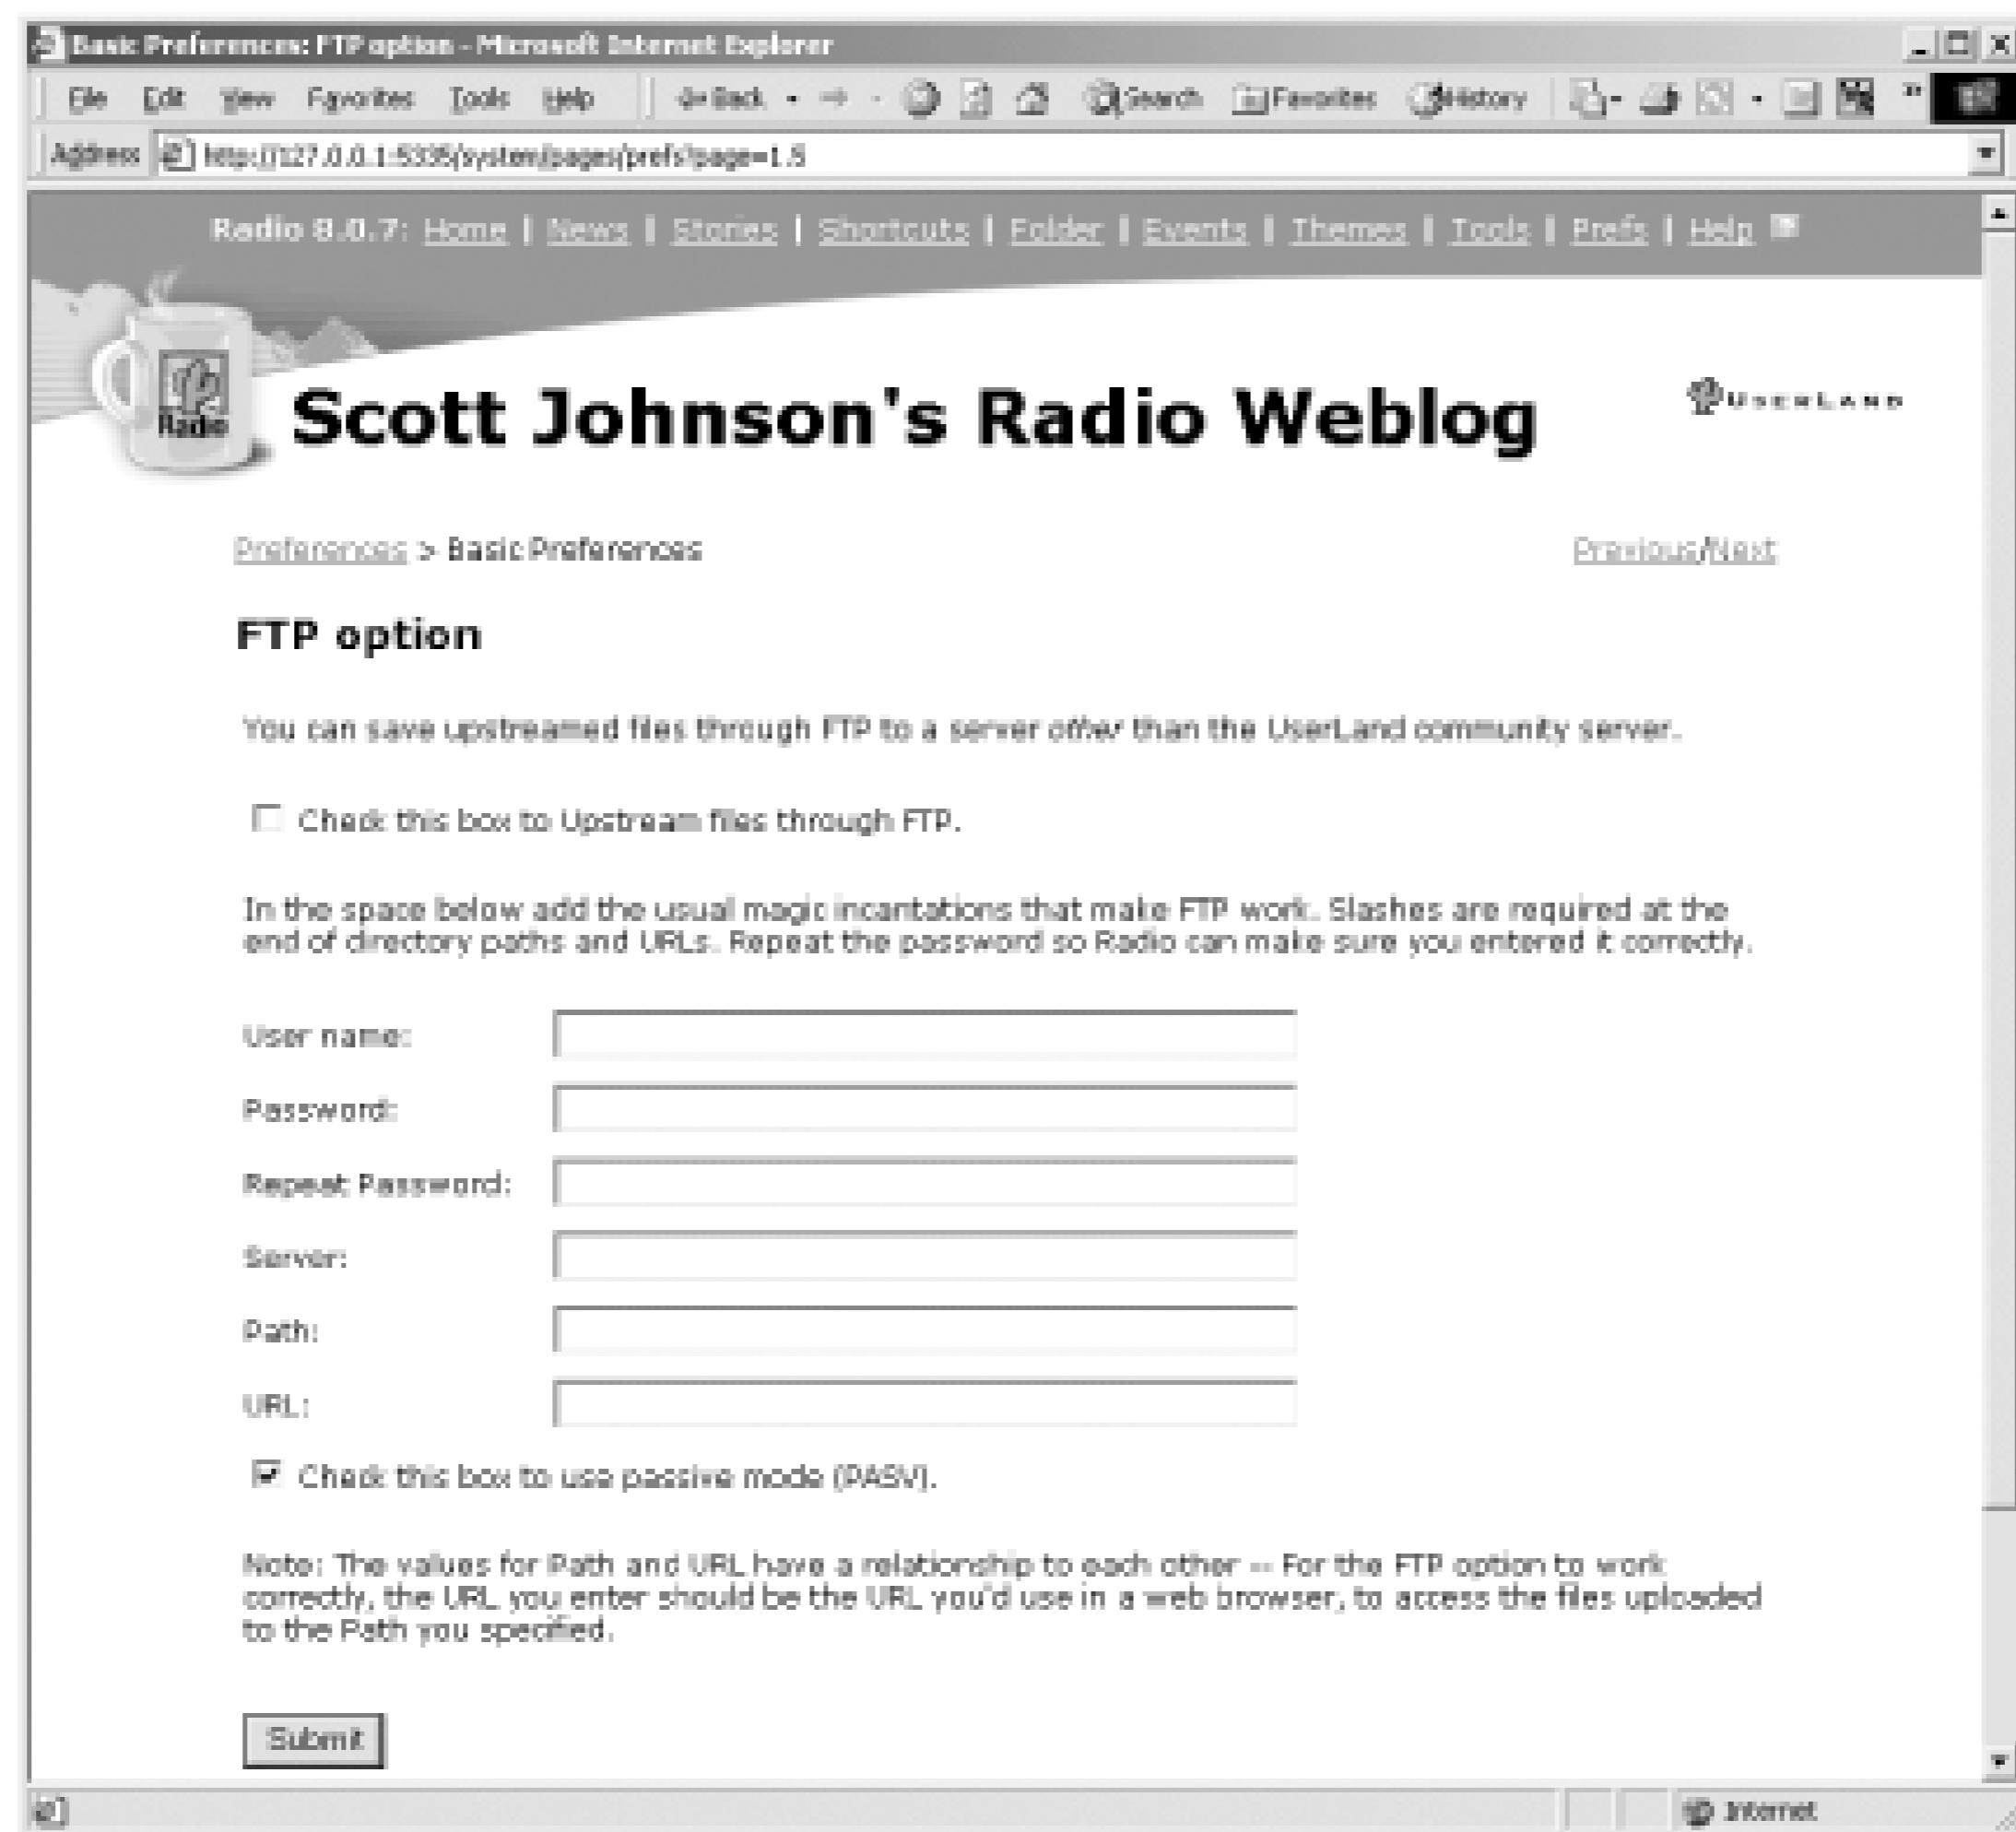 Basic Preferences: FTP option - Microsoft Internet Explorer
File Edit View Favorites Tools Help Back Search Favorites History »
Address http://127.0.0.1:5335/system/pages/prefs?page=1.5
Radio 8.0.7: Home | News | Stories | Shortcuts | Folder | Events | Themes | Tools | Prefs | Help ?
Radio
Scott Johnson's Radio Weblog
USERLAND
Preferences > Basic Preferences
Previous/Next
FTP option
You can save upstreamed files through FTP to a server other than the UserLand community server.
Check this box to Upstream files through FTP.
In the space below add the usual magic incantations that make FTP work. Slashes are required at the
end of directory paths and URLs. Repeat the password so Radio can make sure you entered it correctly.
User name:
Password:
Repeat Password:
Server:
Path:
URL:
Check this box to use passive mode (PASV).
Note: The values for Path and URL have a relationship to each other -- For the FTP option to work
correctly, the URL you enter should be the URL you'd use in a web browser, to access the files uploaded
to the Path you specified.
Submit
Internet